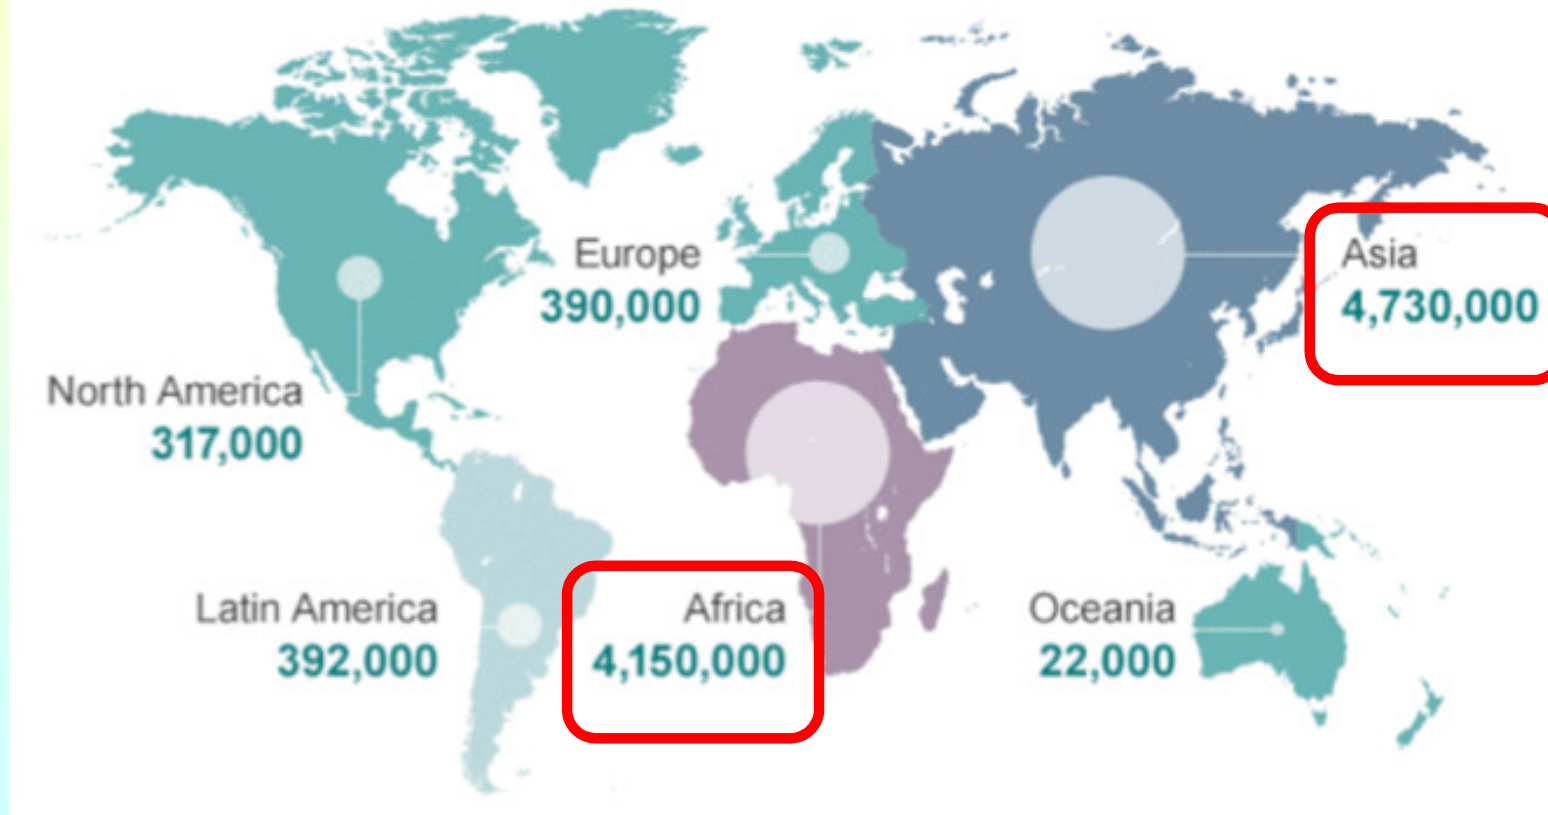 Europe
390,000
Asia
4,730,000
North America
317,000
Latin America
392,000
Africa
4,150,000
Oceania
22,000